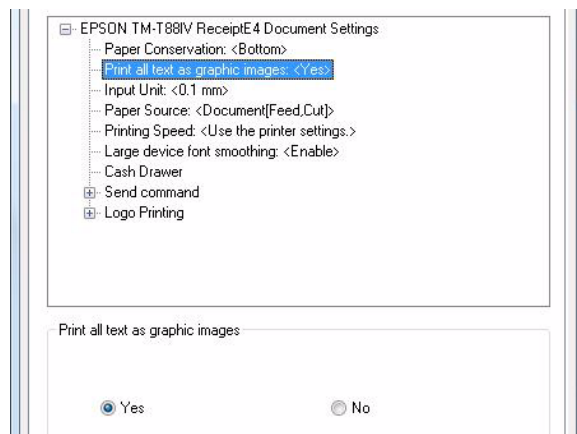 EPSON TM-T88IV ReceiptE4 Document Settings
Paper Conservation: <Bottom>
Print all text as graphic images: <Yes>
Input Unit: <0.1 mm>
Paper Source: <Document[Feed,Cut]>
Printing Speed: <Use the printer settings.>
Large device font smoothing: <Enable>
Cash Drawer
Send command
Logo Printing
Print all text as graphic images
Yes No